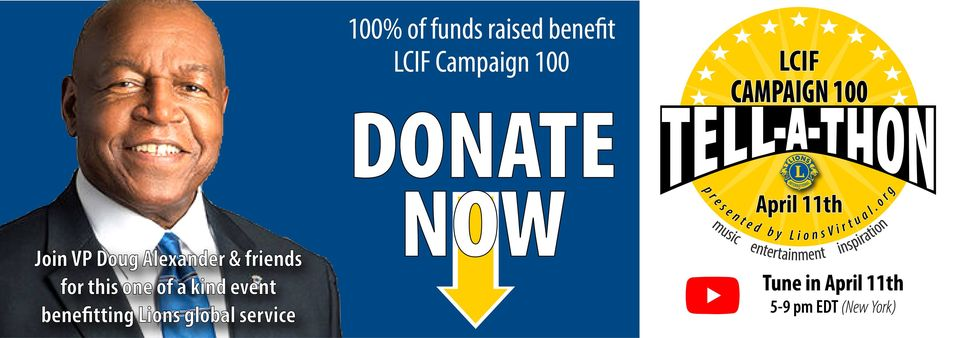 100% of funds raised benefit
LCIF Campaign 100
DONATE
NOW
Join VP Doug Alexander & friends
for this one of a kind event
benefitting Lions global service
LCIF
CAMPAIGN 100
TELL-A-THON
LIONS
L
April 11th
presented by LionsVirtual.org
music entertainment inspiration
Tune in April 11th
5-9 pm EDT (New York)